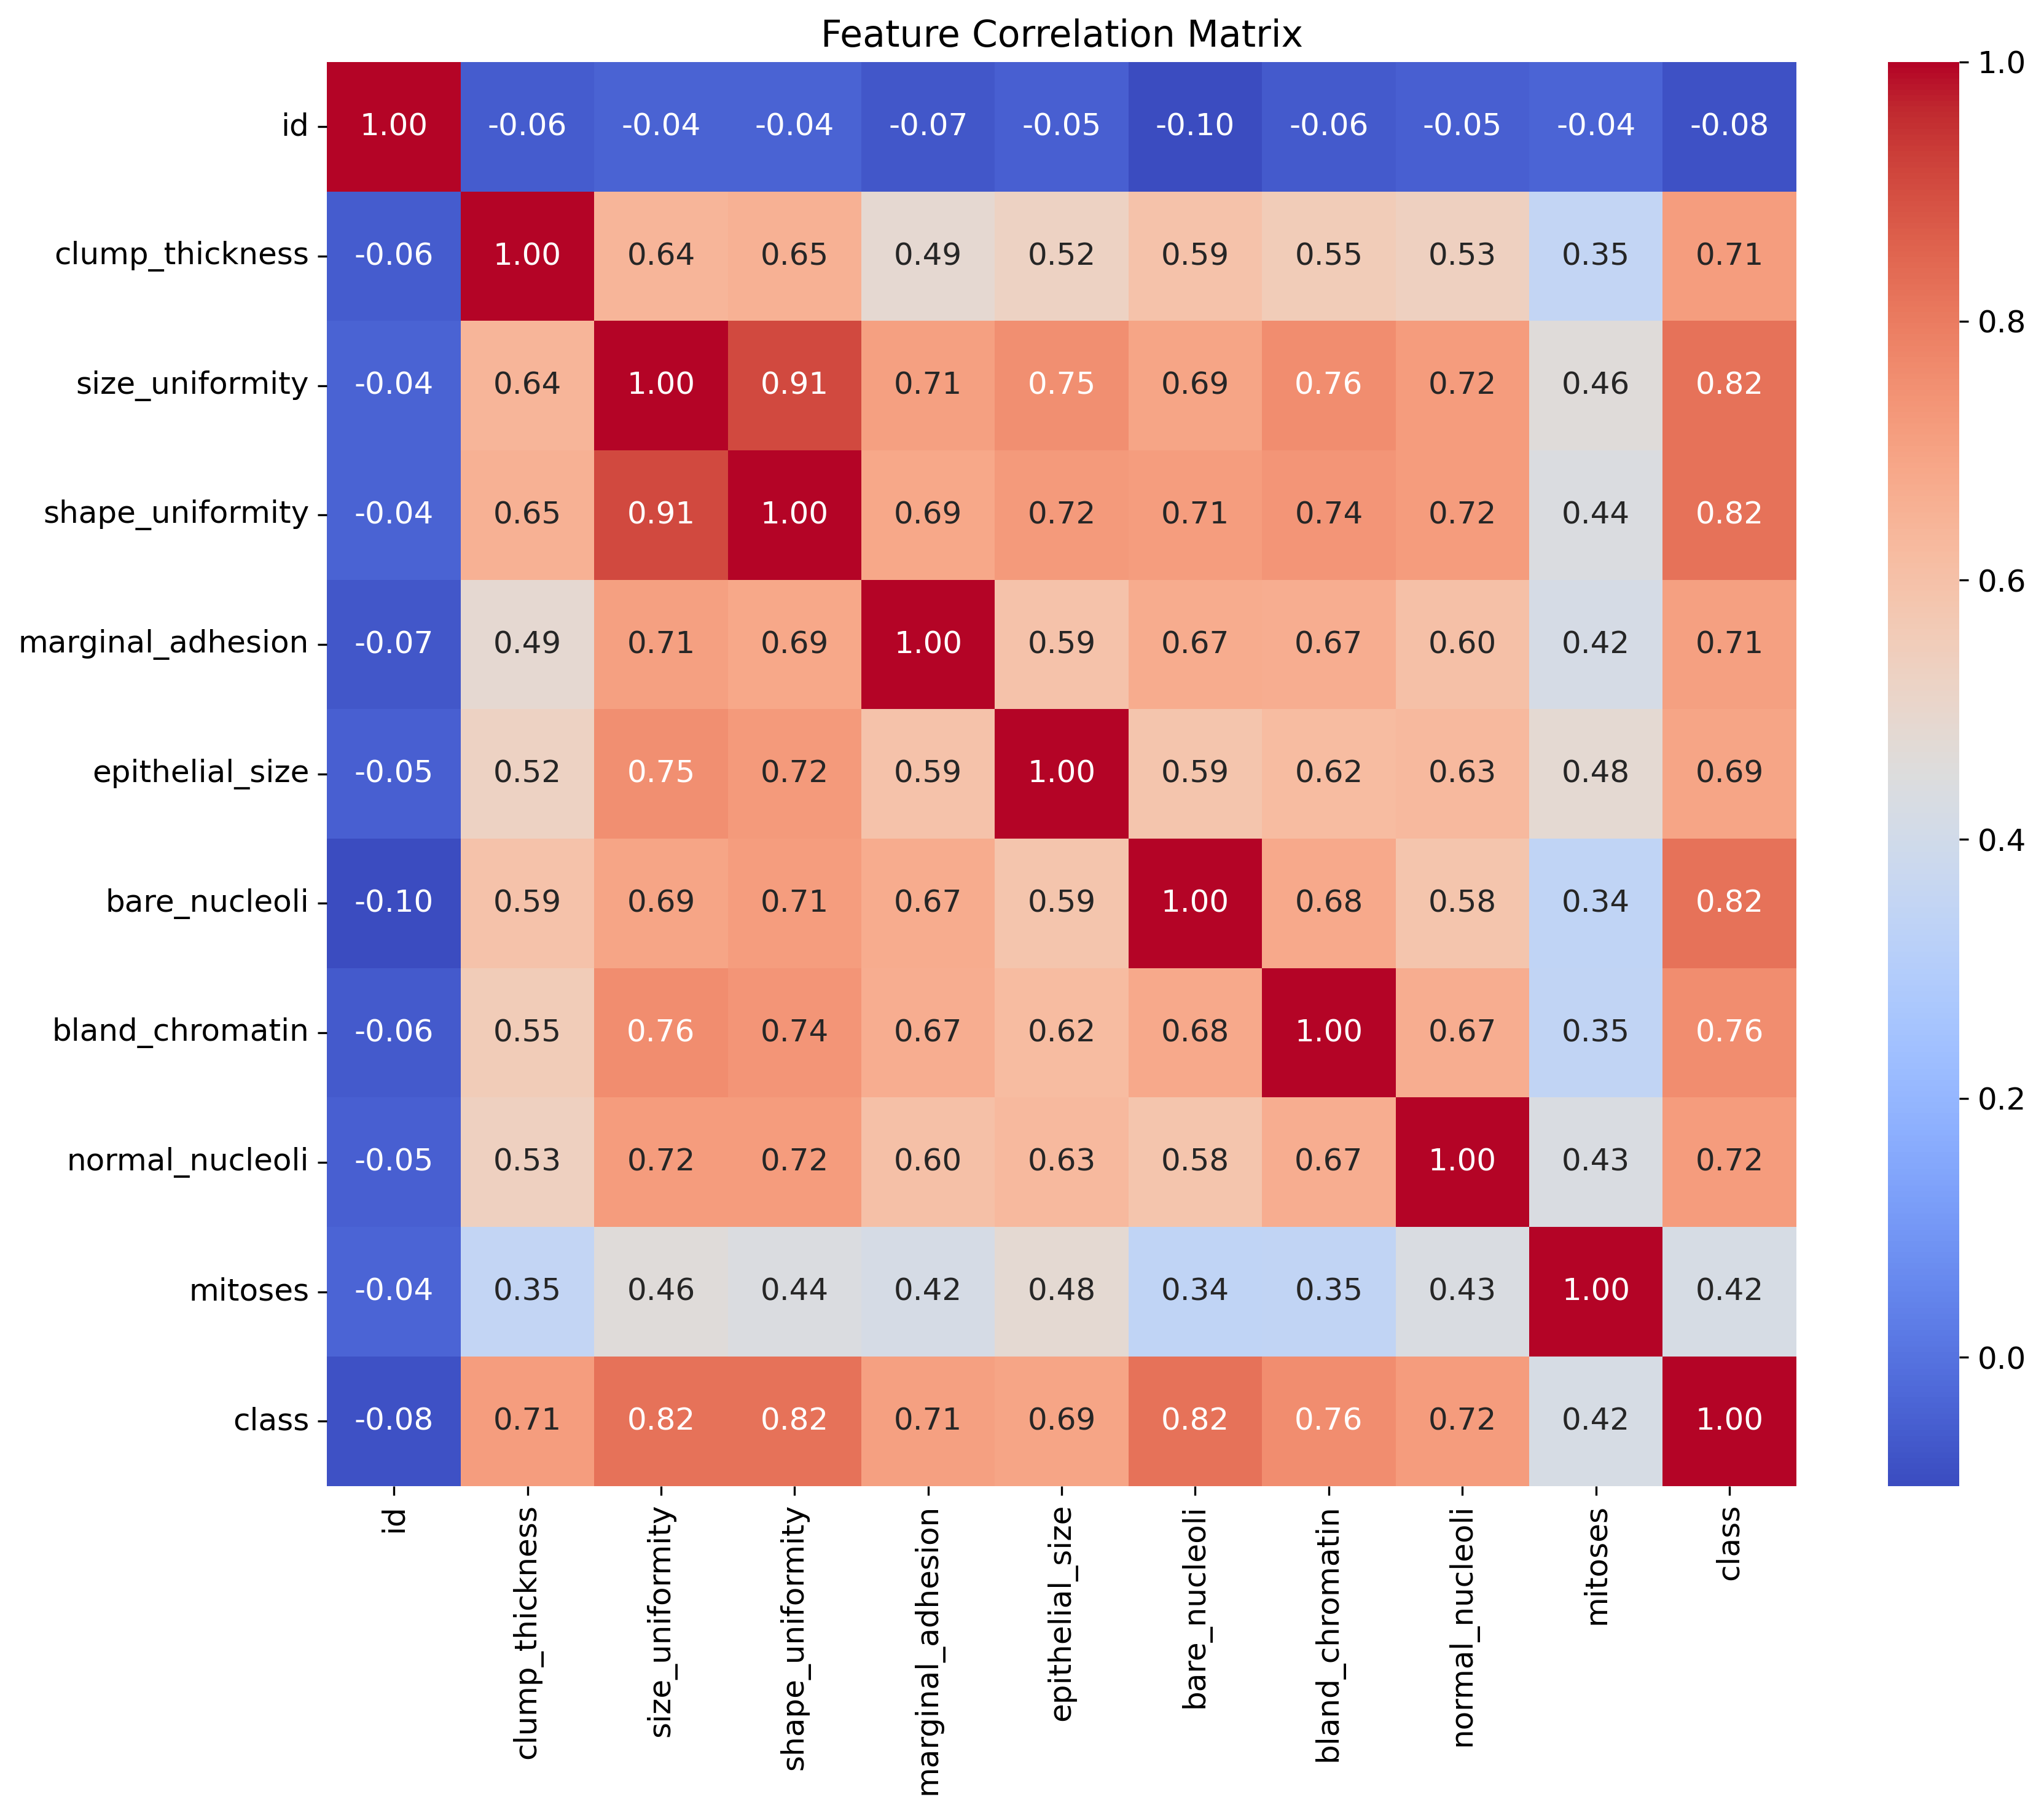 Feature Correlation Matrix
id 1.00 -0.06 -0.04 -0.04 -0.07 -0.05 -0.10 -0.06 -0.05 -0.04 -0.08
clump_thickness -0.06 1.00 0.64 0.65 0.49 0.52 0.59 0.55 0.53 0.35 0.71
size_uniformity -0.04 0.64 1.00 0.91 0.71 0.75 0.69 0.76 0.72 0.46 0.82
shape_uniformity -0.04 0.65 0.91 1.00 0.69 0.72 0.71 0.74 0.72 0.44 0.82
marginal_adhesion -0.07 0.49 0.71 0.69 1.00 0.59 0.67 0.67 0.60 0.42 0.71
epithelial_size -0.05 0.52 0.75 0.72 0.59 1.00 0.59 0.62 0.63 0.48 0.69
bare_nucleoli -0.10 0.59 0.69 0.71 0.67 0.59 1.00 0.68 0.58 0.34 0.82
bland_chromatin -0.06 0.55 0.76 0.74 0.67 0.62 0.68 1.00 0.67 0.35 0.76
normal_nucleoli -0.05 0.53 0.72 0.72 0.60 0.63 0.58 0.67 1.00 0.43 0.72
mitoses -0.04 0.35 0.46 0.44 0.42 0.48 0.34 0.35 0.43 1.00 0.42
class -0.08 0.71 0.82 0.82 0.71 0.69 0.82 0.76 0.72 0.42 1.00
id
clump_thickness
size_uniformity
shape_uniformity
marginal_adhesion
epithelial_size
bare_nucleoli
bland_chromatin
normal_nucleoli
mitoses
class
1.0
0.8
0.6
0.4
0.2
0.0